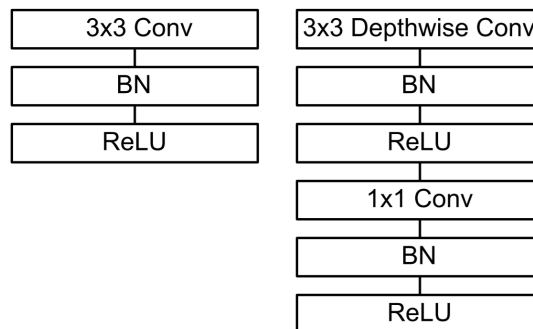 3x3 Conv
BN
ReLU
3x3 Depthwise Conv
BN
ReLU
1x1 Conv
BN
ReLU